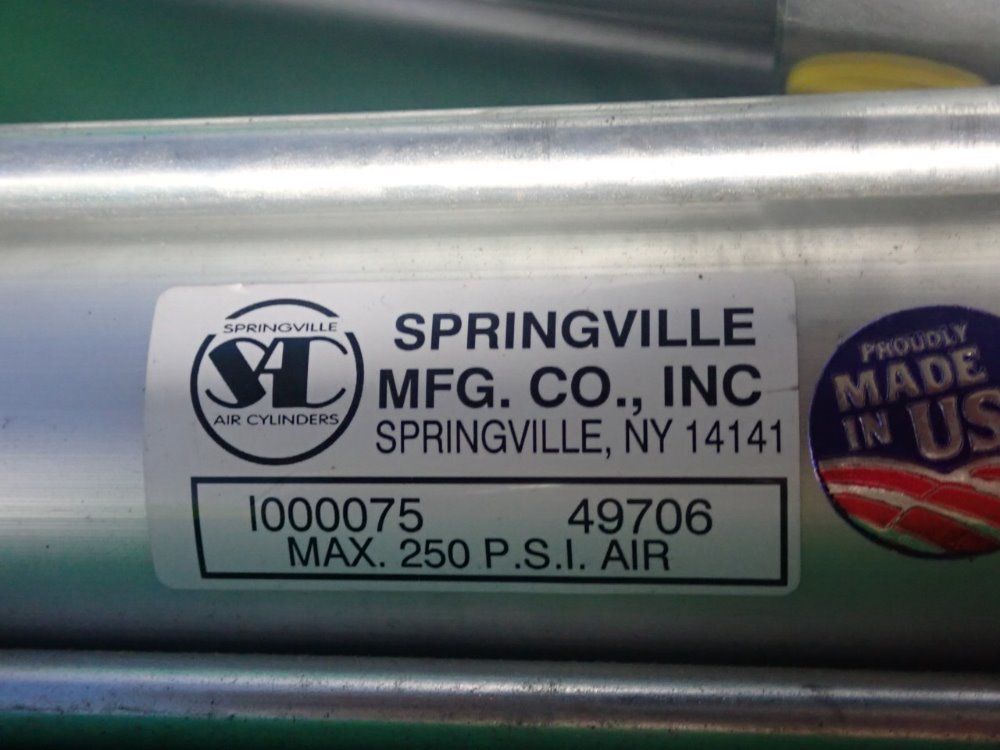 SPRINGVILLE
SAC
AIR CYLINDERS
SPRINGVILLE
MFG. CO., INC
SPRINGVILLE, NY 14141
I000075 49706
MAX. 250 P.S.I. AIR
PROUDLY
MADE
IN US